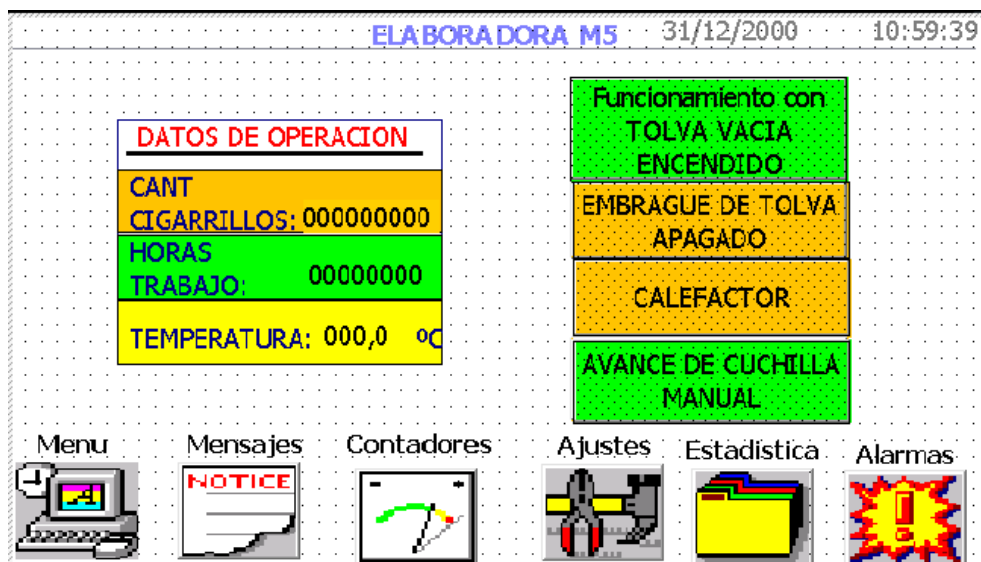 ELABORADORA M5 31/12/2000 10:59:39
DATOS DE OPERACION
CANT
CIGARRILLOS: 000000000
HORAS
TRABAJO: 00000000
TEMPERATURA: 000,0 ºC
Funcionamiento con
TOLVA VACIA
ENCENDIDO
EMBRAGUE DE TOLVA
APAGADO
CALEFACTOR
AVANCE DE CUCHILLA
MANUAL
Menu Mensajes Contadores Ajustes Estadistica Alarmas
NOTICE